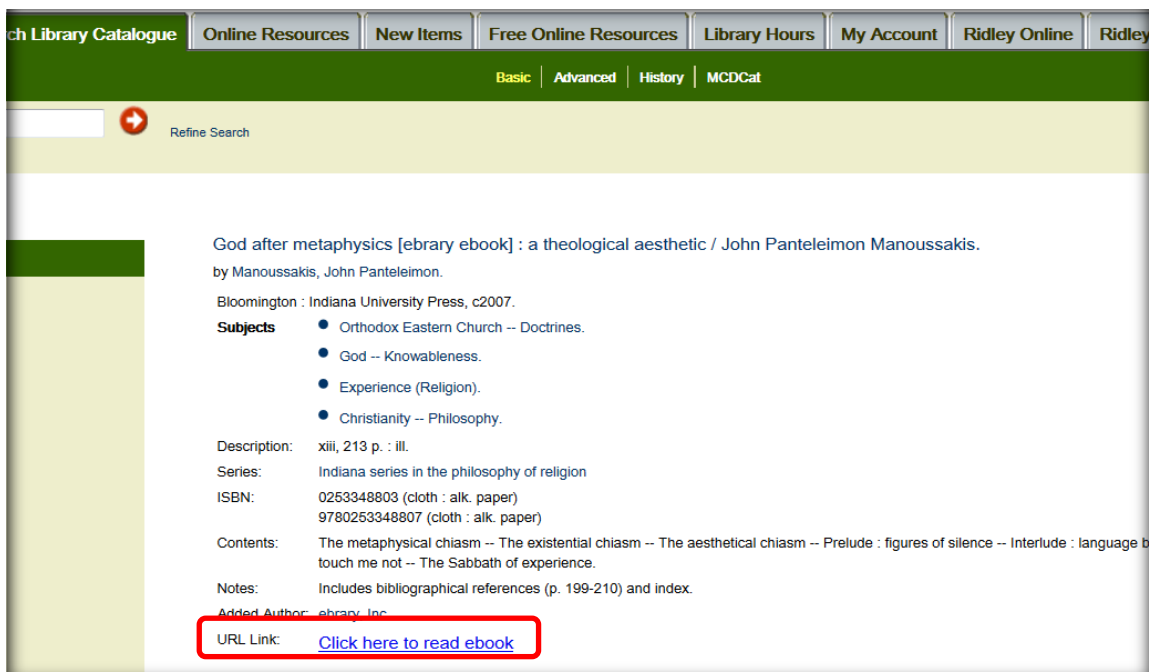 ch Library Catalogue Online Resources New Items Free Online Resources Library Hours My Account Ridley Online Ridley
Basic Advanced History MCDCat
Refine Search
God after metaphysics [ebrary ebook] : a theological aesthetic / John Panteleimon Manoussakis.
by Manoussakis, John Panteleimon.
Bloomington : Indiana University Press, c2007.
Subjects • Orthodox Eastern Church -- Doctrines.
• God -- Knowableness.
• Experience (Religion).
• Christianity -- Philosophy.
Description: xiii, 213 p. : ill.
Series: Indiana series in the philosophy of religion
ISBN: 0253348803 (cloth : alk. paper)
9780253348807 (cloth : alk. paper)
Contents: The metaphysical chiasm -- The existential chiasm -- The aesthetical chiasm -- Prelude : figures of silence -- Interlude : language b
touch me not -- The Sabbath of experience.
Notes: Includes bibliographical references (p. 199-210) and index.
Added Author: ebrary, Inc
URL Link: Click here to read ebook